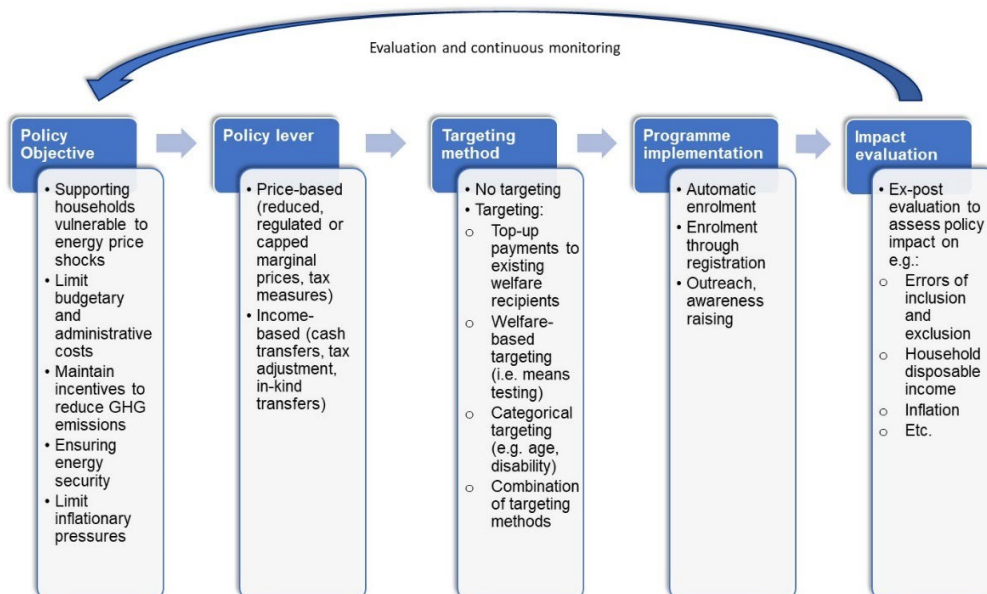 Evaluation and continuous monitoring
Policy
Objective
• Supporting
households
vulnerable to
energy price
shocks
• Limit
budgetary
and
administrative
costs
• Maintain
incentives to
reduce GHG
emissions
• Ensuring
energy
security
• Limit
inflationary
pressures
Policy lever
• Price-based
(reduced,
regulated or
capped
marginal
prices, tax
measures)
• Income-
based (cash
transfers, tax
adjustment,
in-kind
transfers)
Targeting
method
• No targeting
• Targeting:
o Top-up
payments to
existing
welfare
recipients
o Welfare-
based
targeting
(i.e. means
testing)
o Categorical
targeting
(e.g. age,
disability)
o Combination
of targeting
methods
Programme
implementation
• Automatic
enrolment
• Enrolment
through
registration
• Outreach,
awareness
raising
Impact
evaluation
• Ex-post
evaluation to
assess policy
impact on
e.g.:
o Errors of
inclusion
and
exclusion
o Household
disposable
income
o Inflation
o Etc.